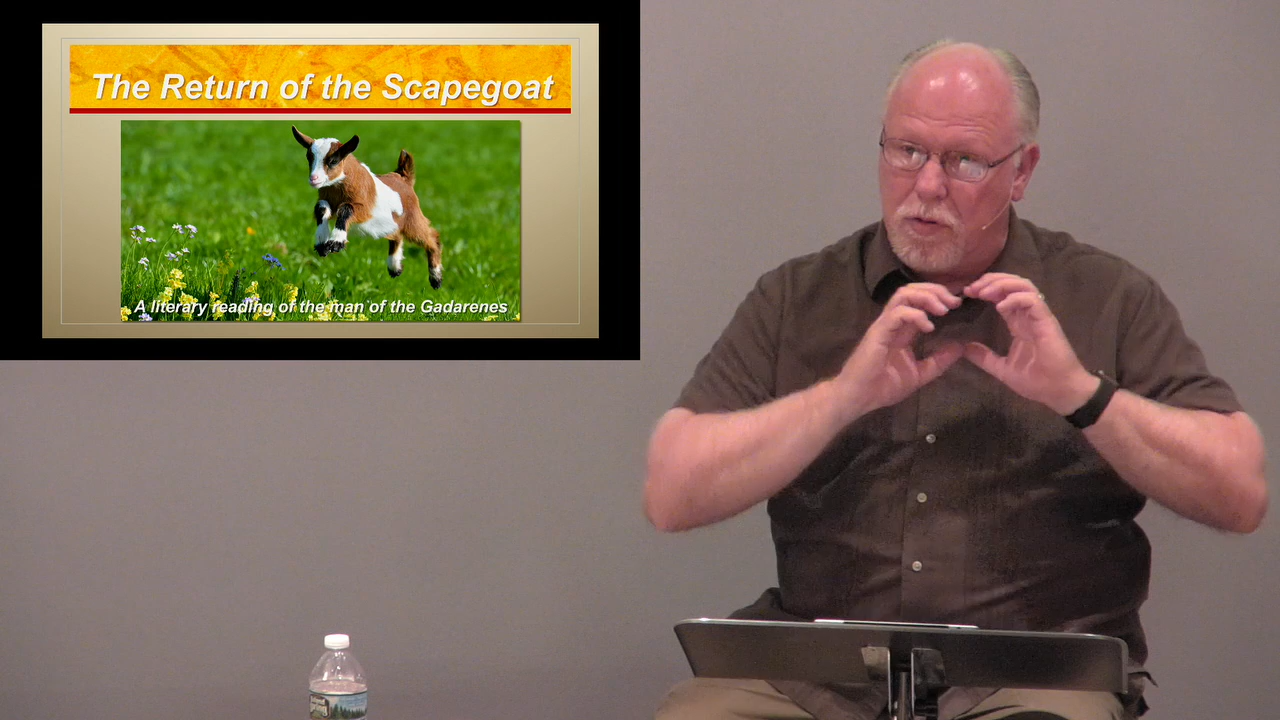 The Return of the Scapegoat
A literary reading of the man of the Gadarenes